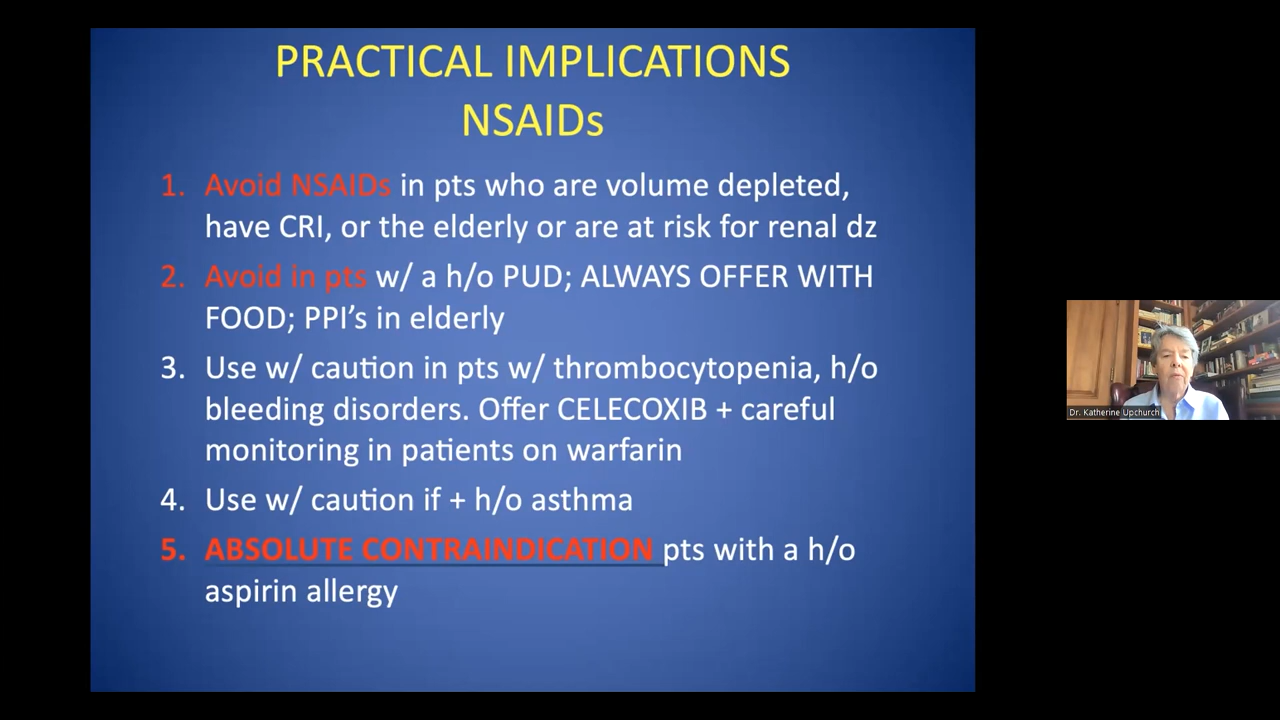 PRACTICAL IMPLICATIONS
NSAIDs
1. Avoid NSAIDs in pts who are volume depleted,
have CRI, or the elderly or are at risk for renal dz
2. Avoid in pts w/ a h/o PUD; ALWAYS OFFER WITH
FOOD; PPI’s in elderly
3. Use w/ caution in pts w/ thrombocytopenia, h/o
bleeding disorders. Offer CELECOXIB + careful
monitoring in patients on warfarin
4. Use w/ caution if + h/o asthma
5. ABSOLUTE CONTRAINDICATION pts with a h/o
aspirin allergy
Dr. Katherine Upchurch